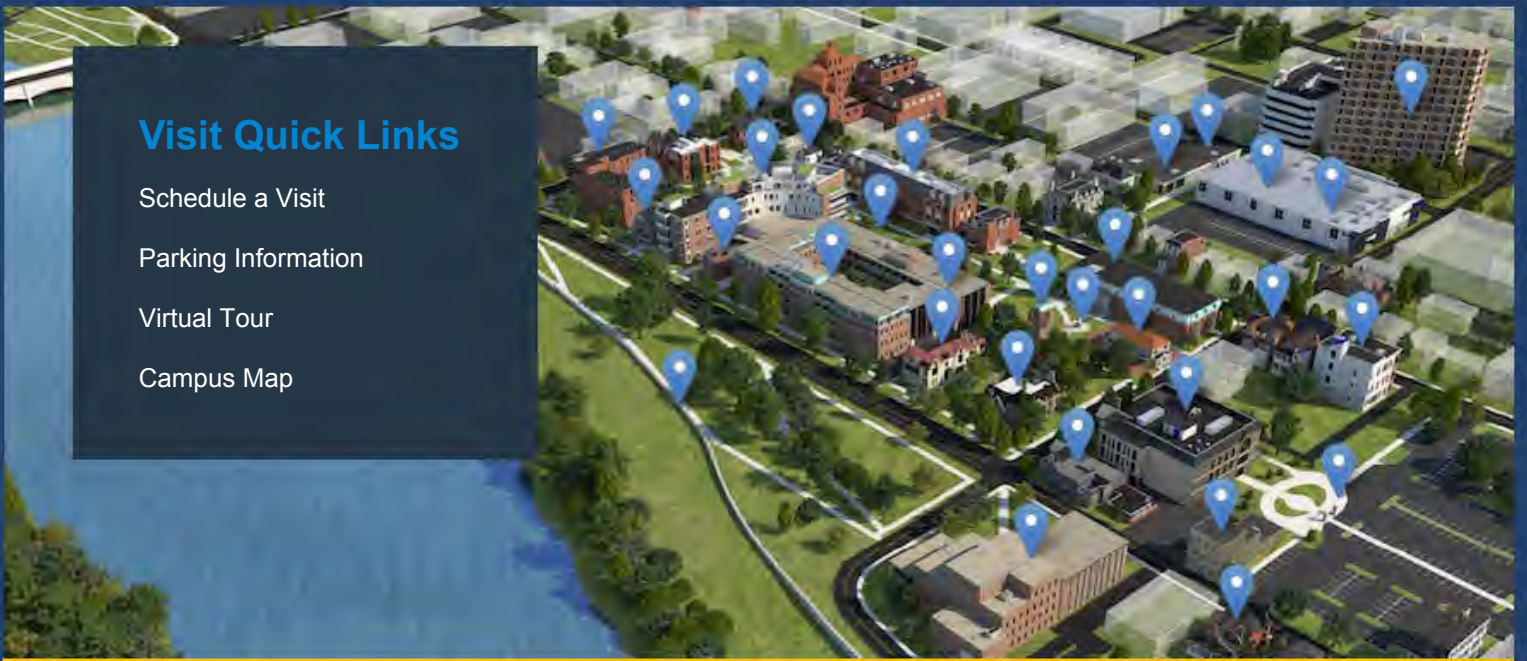 Visit Quick Links
Schedule a Visit
Parking Information
Virtual Tour
Campus Map